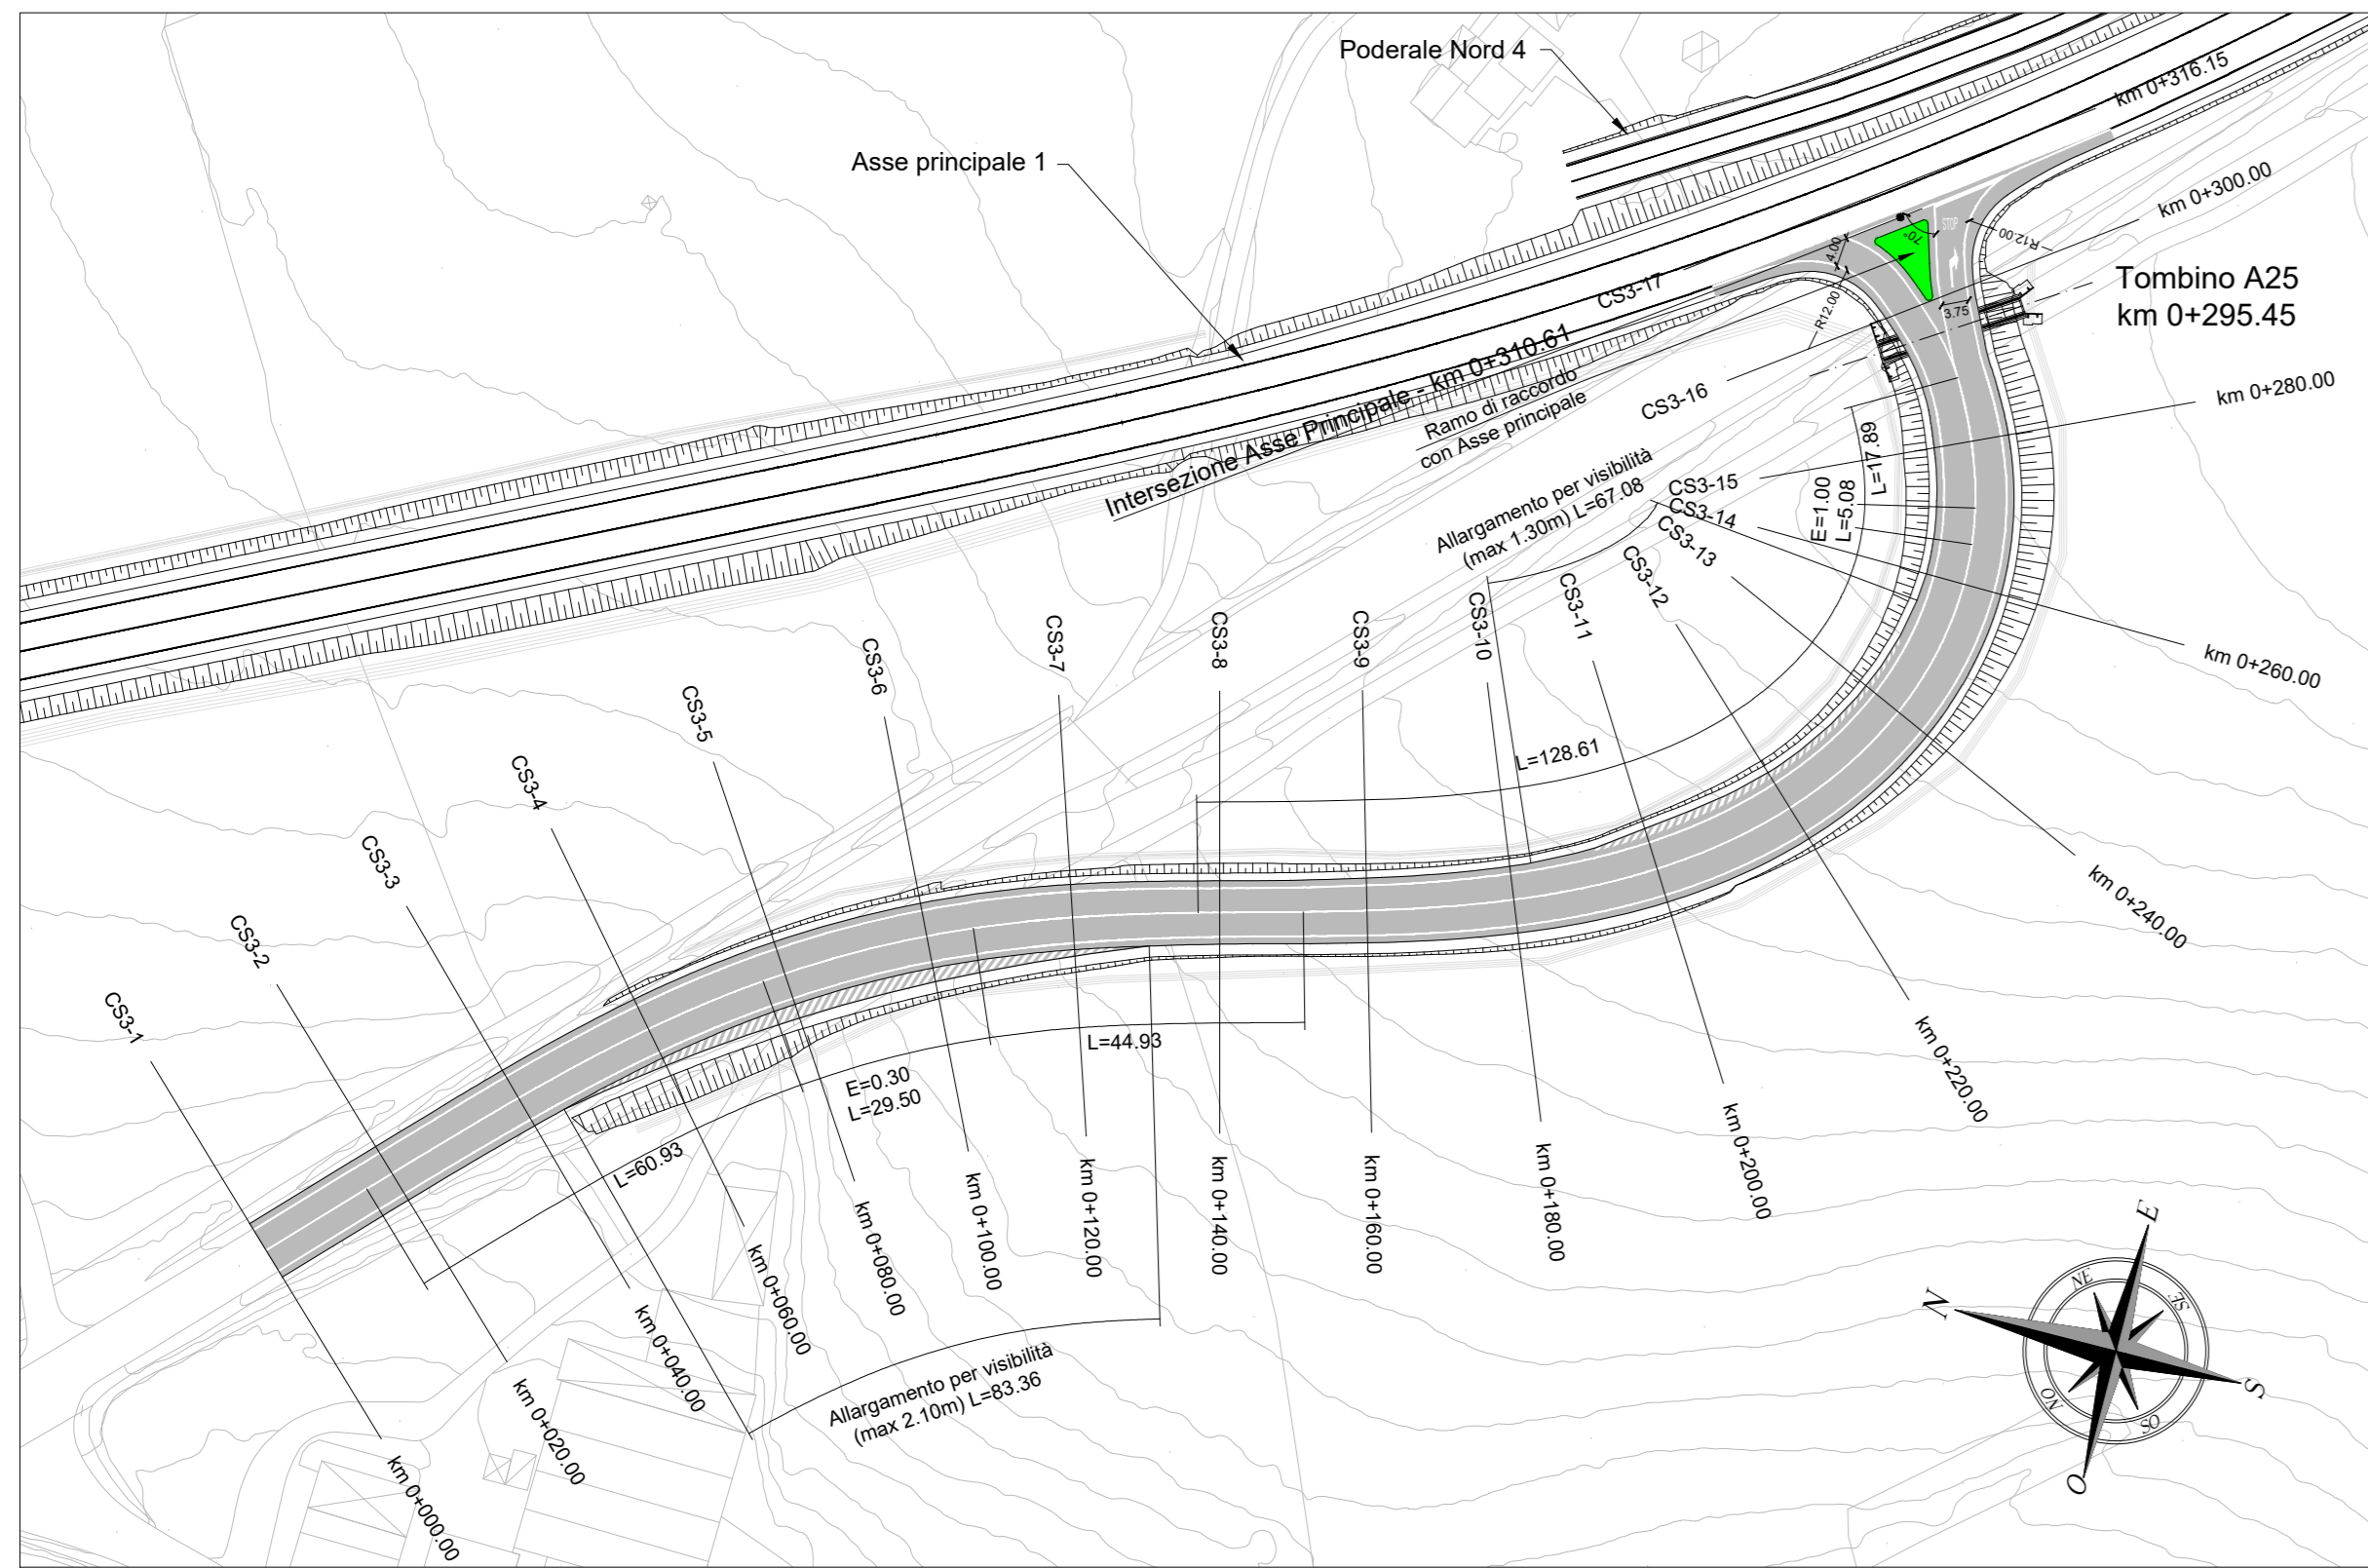 Poderale Nord 4
km 0+316.15
Asse principale 1
km 0+300.00
STOP
70°
R12.00
4.00
Tombino A25
km 0+295.45
CS3-17
R12.00
3.75
Intersezione Asse Principale - km 0+310.61
Ramo di raccordo
con Asse principale
CS3-16
km 0+280.00
L=17.89
Allargamento per visibilità
(max 1.30m) L=67.08
CS3-15
CS3-14
CS3-13
E=1.00
L=5.08
CS3-12
CS3-11
CS3-10
CS3-9
CS3-8
CS3-7
CS3-6
CS3-5
CS3-4
CS3-3
CS3-2
CS3-1
km 0+260.00
L=128.61
km 0+240.00
km 0+220.00
L=44.93
E=0.30
L=29.50
L=60.93
km 0+200.00
km 0+180.00
km 0+160.00
km 0+140.00
km 0+120.00
km 0+100.00
km 0+080.00
km 0+060.00
km 0+040.00
km 0+020.00
km 0+000.00
Allargamento per visibilità
(max 2.10m) L=83.36
E
NE
SE
N
S
NO
SO
O